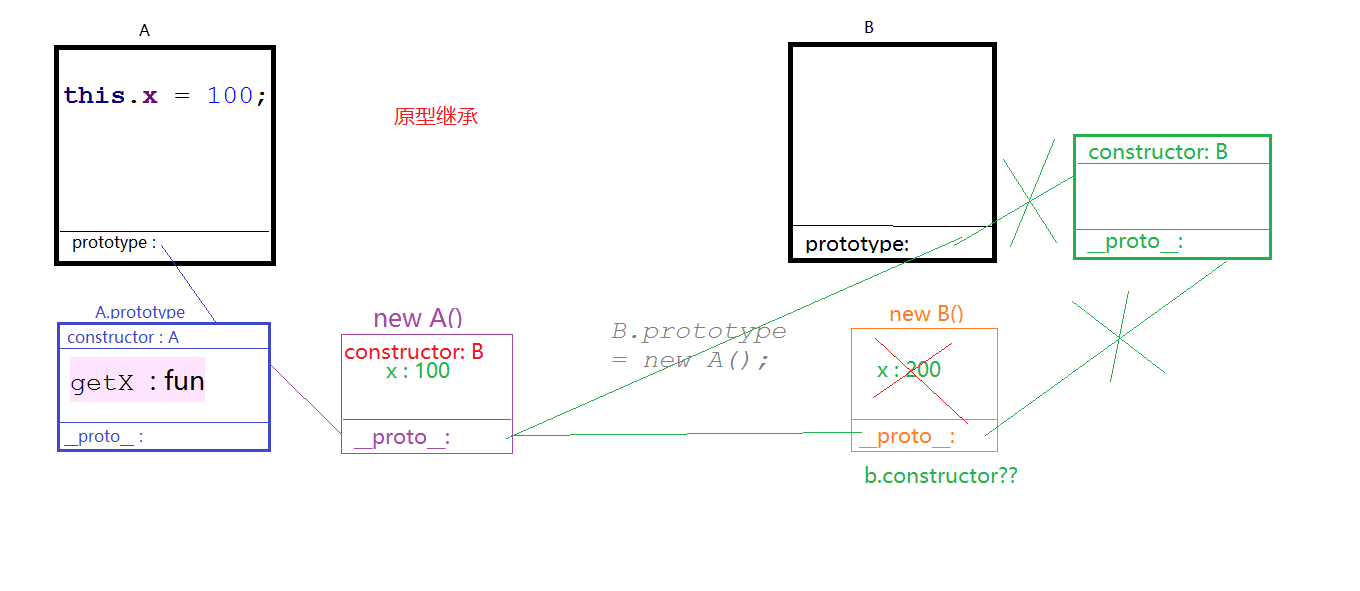 A
this.x = 100;
prototype :
原型继承
B
prototype:
constructor: B
__proto__:
A.prototype
constructor : A
getX : fun
__proto__ :
new A()
constructor: B
x : 100
__proto__:
B.prototype
= new A();
new B()
x : 200
__proto__:
b.constructor??